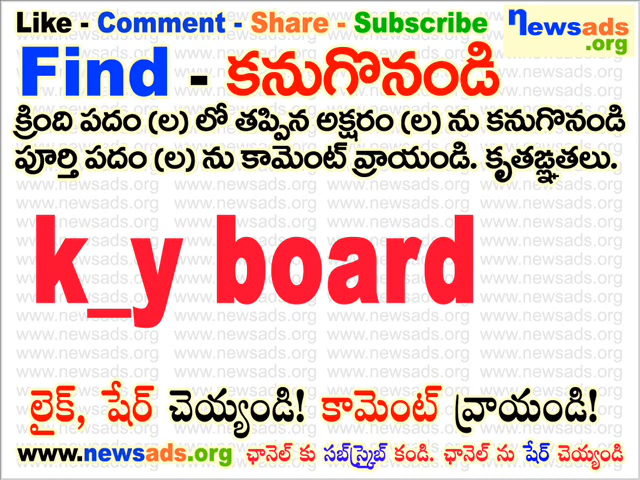 Like - Comment - Share - Subscribe
newsads
.org
Find - కనుగొనండి
క్రింది పదం (ల) లో తప్పిన అక్షరం (ల) ను కనుగొనండి
పూర్తి పదం (ల) ను కామెంట్ వ్రాయండి. కృతఙ్ఞతలు.
k_y board
లైక్, షేర్ చెయ్యండి! కామెంట్ వ్రాయండి!
www.newsads.org ఛానెల్ కు సబ్‌స్క్రైబ్ కండి. ఛానెల్ ను షేర్ చెయ్యండి